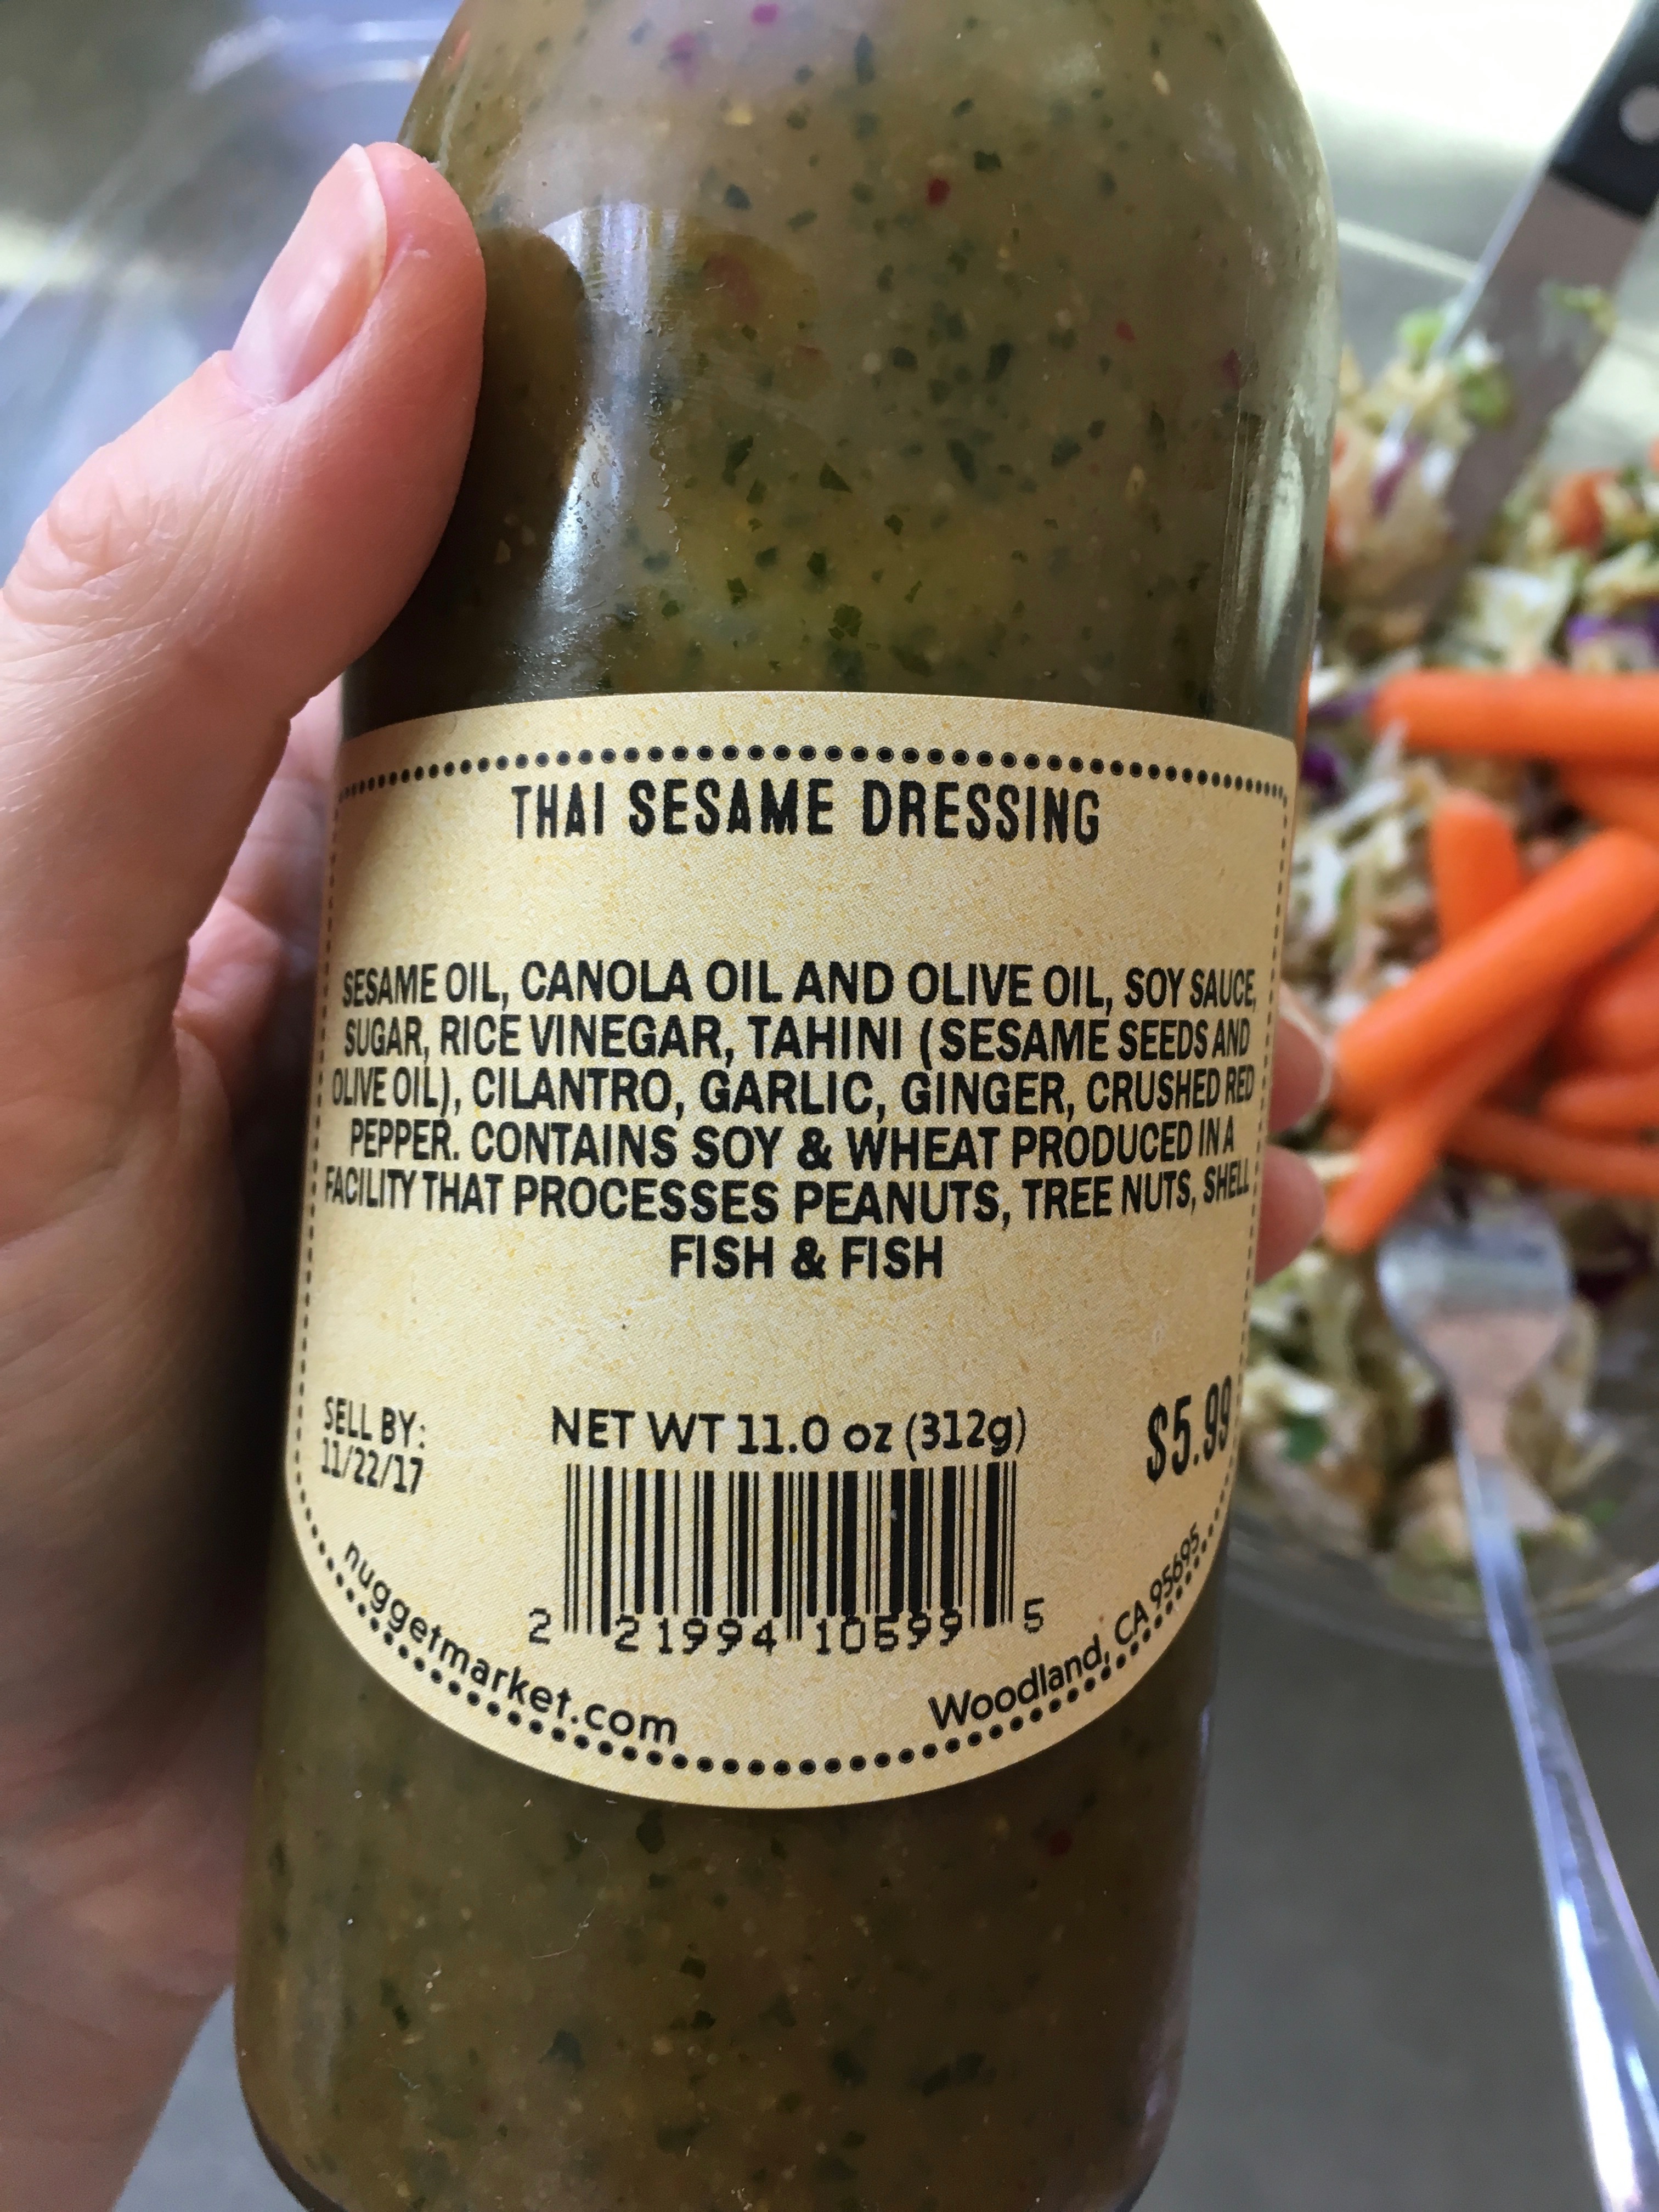 THAI SESAME DRESSING
SESAME OIL, CANOLA OIL AND OLIVE OIL, SOY SAUCE,
SUGAR, RICE VINEGAR, TAHINI (SESAME SEEDS AND
OLIVE OIL), CILANTRO, GARLIC, GINGER, CRUSHED RED
PEPPER. CONTAINS SOY & WHEAT PRODUCED IN A
FACILITY THAT PROCESSES PEANUTS, TREE NUTS, SHELL
FISH & FISH
SELL BY:
11/22/17
NET WT 11.0 oz (312g)
$5.99
2 21994 10599 5
nuggetmarket.com
Woodland, CA 95695